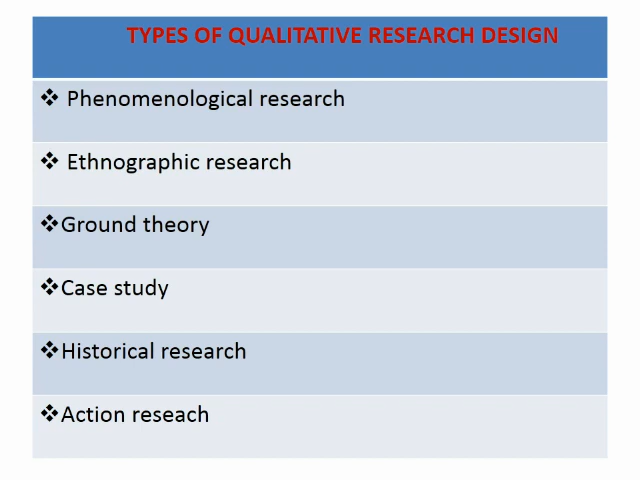 TYPES OF QUALITATIVE RESEARCH DESIGN
❖ Phenomenological research
❖ Ethnographic research
❖Ground theory
❖Case study
❖Historical research
❖Action reseach